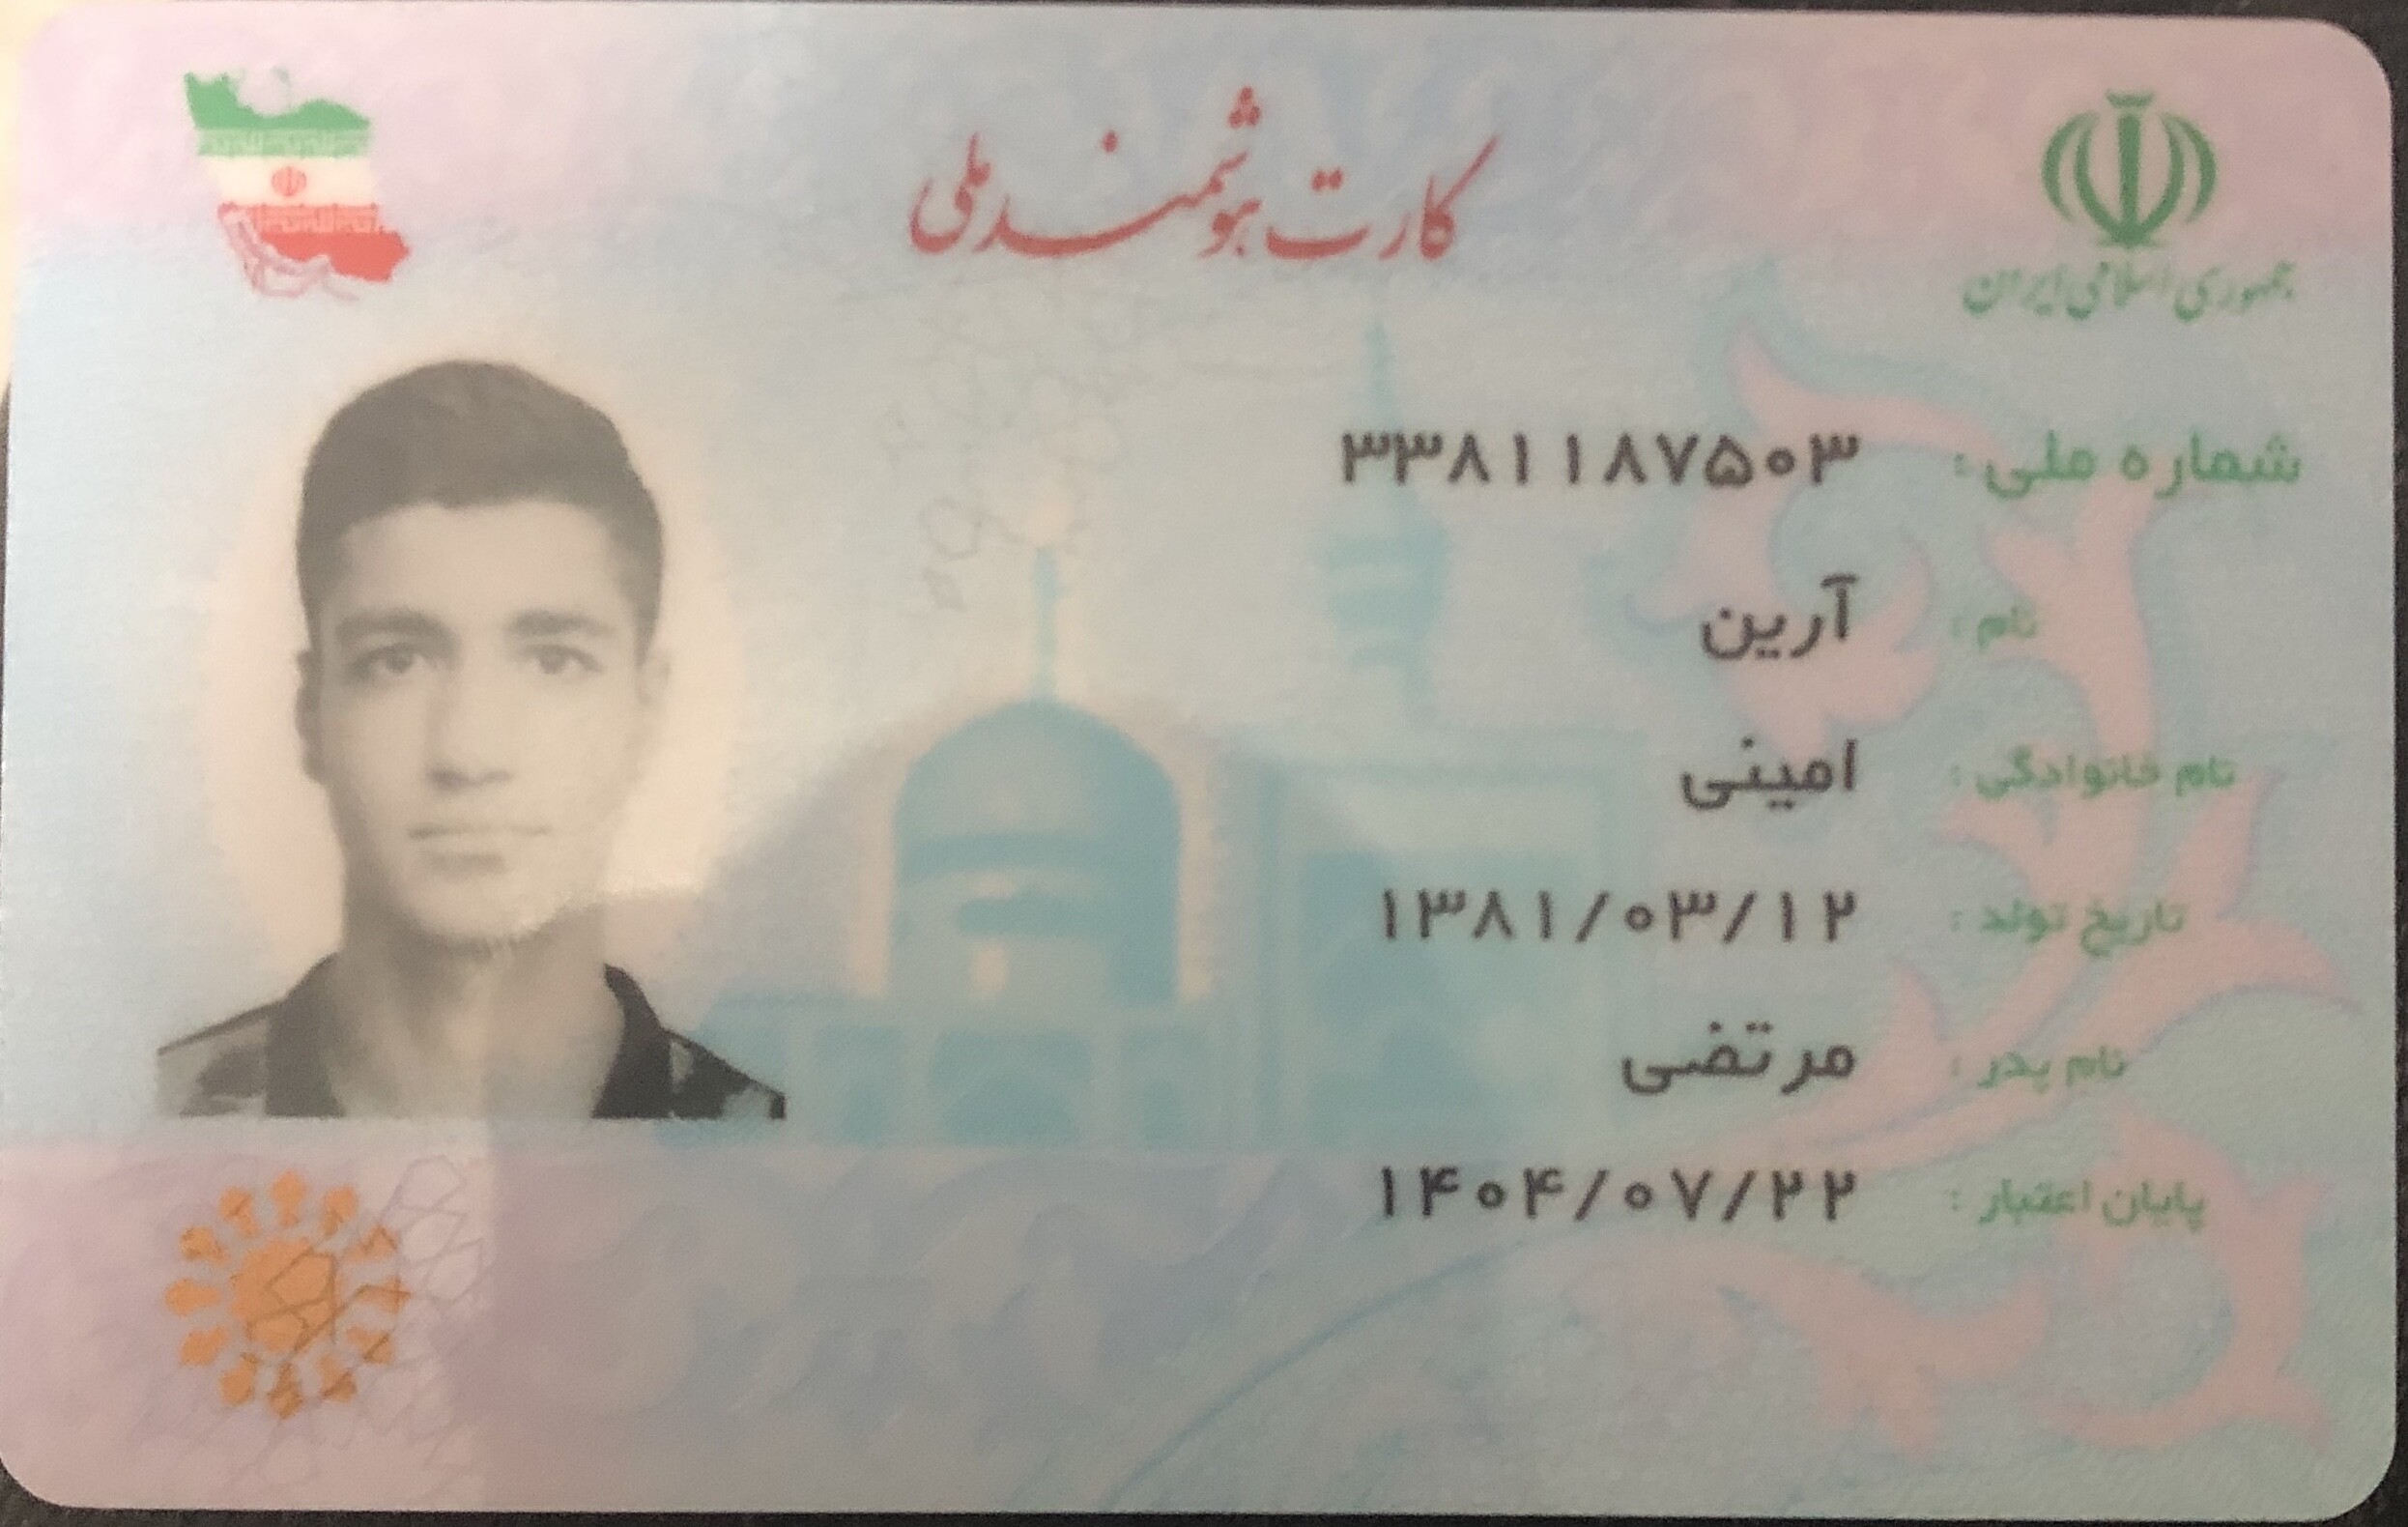 کارت هوشمند ملی
جمهوری اسلامی ایران
شماره ملی: ۳۳۸۱۱۸۷۵۰۳
نام: آرین
نام خانوادگی: امینی
تاریخ تولد: ۱۳۸۱/۰۳/۱۲
نام پدر: مرتضی
پایان اعتبار: ۱۴۰۴/۰۷/۲۲